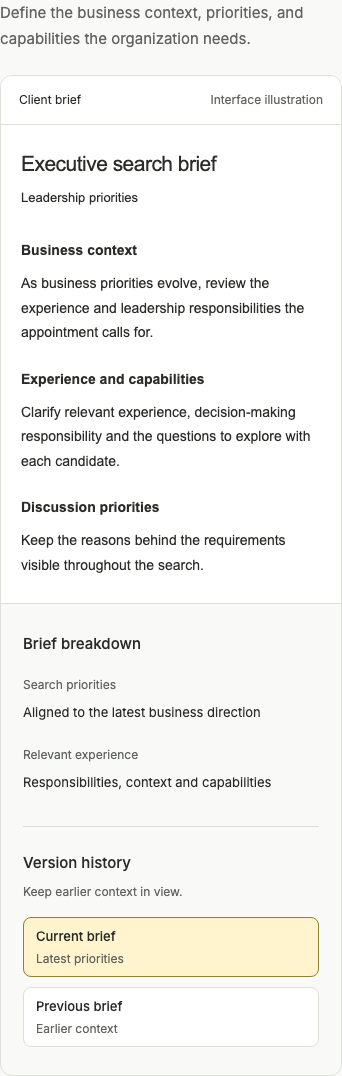 Define the business context, priorities, and
capabilities the organization needs.
Client brief
Interface illustration
Executive search brief
Leadership priorities
Business context
As business priorities evolve, review the
experience and leadership responsibilities the
appointment calls for.
Experience and capabilities
Clarify relevant experience, decision-making
responsibility and the questions to explore with
each candidate.
Discussion priorities
Keep the reasons behind the requirements
visible throughout the search.
Brief breakdown
Search priorities
Aligned to the latest business direction
Relevant experience
Responsibilities, context and capabilities
Version history
Keep earlier context in view.
Current brief
Latest priorities
Previous brief
Earlier context